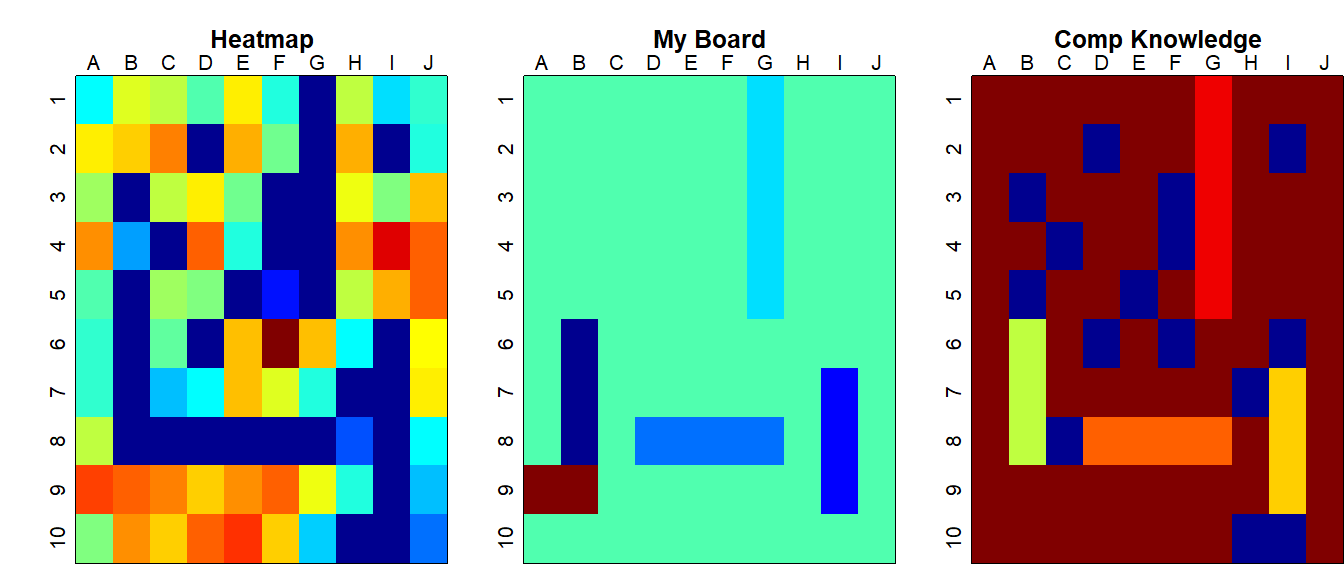 Heatmap My Board Comp Knowledge
A B C D E F G H I J A B C D E F G H I J A B C D E F G H I J
1 1 1
2 2 2
3 3 3
4 4 4
5 5 5
6 6 6
7 7 7
8 8 8
9 9 9
10 10 10